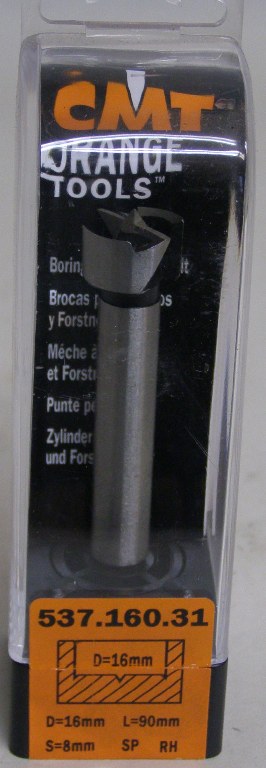 CMT
ORANGE
TOOLS™
Boring
Brocas
y Forstn
Méche à
et Forst
Punte pe
Zylinder
und Fors
537.160.31
D=16mm
D=16mm L=90mm
S=8mm SP RH